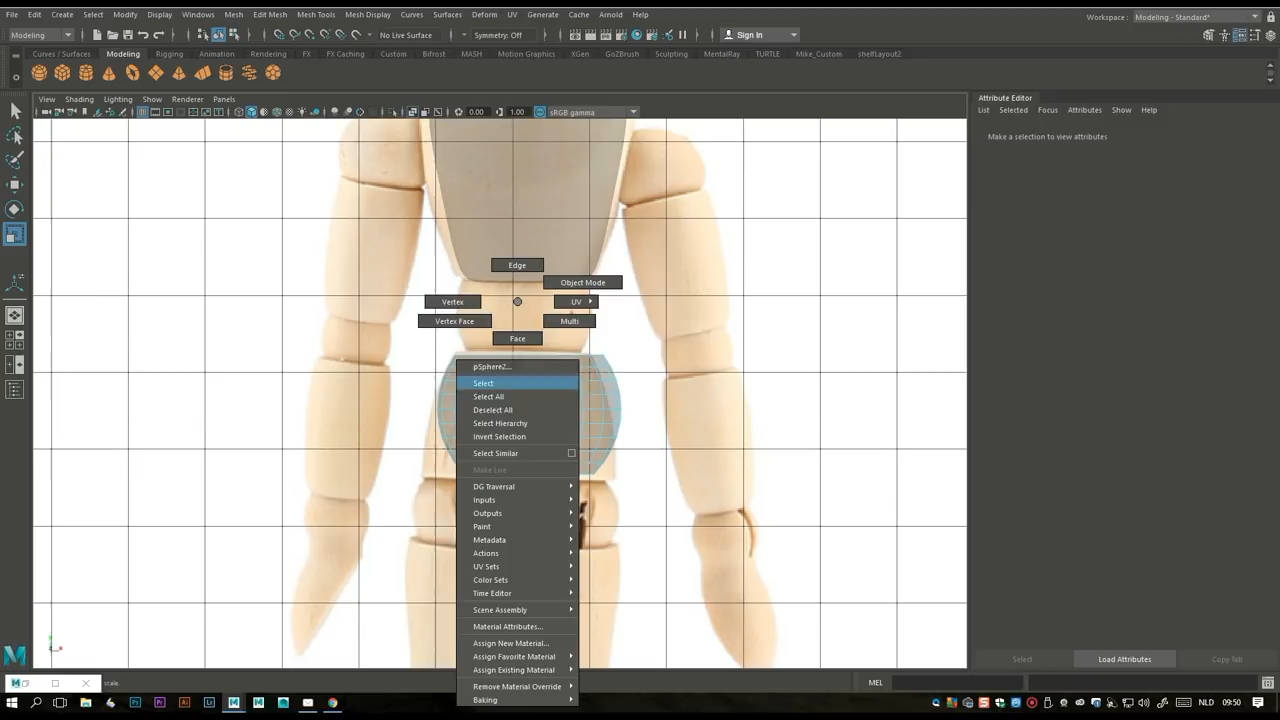 File Edit Create Select Modify Display Windows Mesh Edit Mesh Mesh Tools Mesh Display Curves Surfaces Deform UV Generate Cache Arnold Help Workspace : Modeling - Standard*
Modeling No Live Surface Symmetry: Off Sign In
Curves / Surfaces Modeling Rigging Animation Rendering FX FX Caching Custom Bifrost MASH Motion Graphics XGen GoZBrush Sculpting MentalRay TURTLE Mike_Custom shelfLayout2
View Shading Lighting Show Renderer Panels
0.00 1.00 sRGB gamma
Attribute Editor
List Selected Focus Attributes Show Help
Make a selection to view attributes
Edge
Object Mode
Vertex UV
Vertex Face Multi
Face
pSphere2...
Select
Select All
Deselect All
Select Hierarchy
Invert Selection
Select Similar
Make Live
DG Traversal
Inputs
Outputs
Paint
Metadata
Actions
UV Sets
Color Sets
Time Editor
Scene Assembly
Material Attributes...
Assign New Material...
Assign Favorite Material
Assign Existing Material
Remove Material Override
Baking
Select Load Attributes Copy Tab
scale. MEL
NLD 09:50